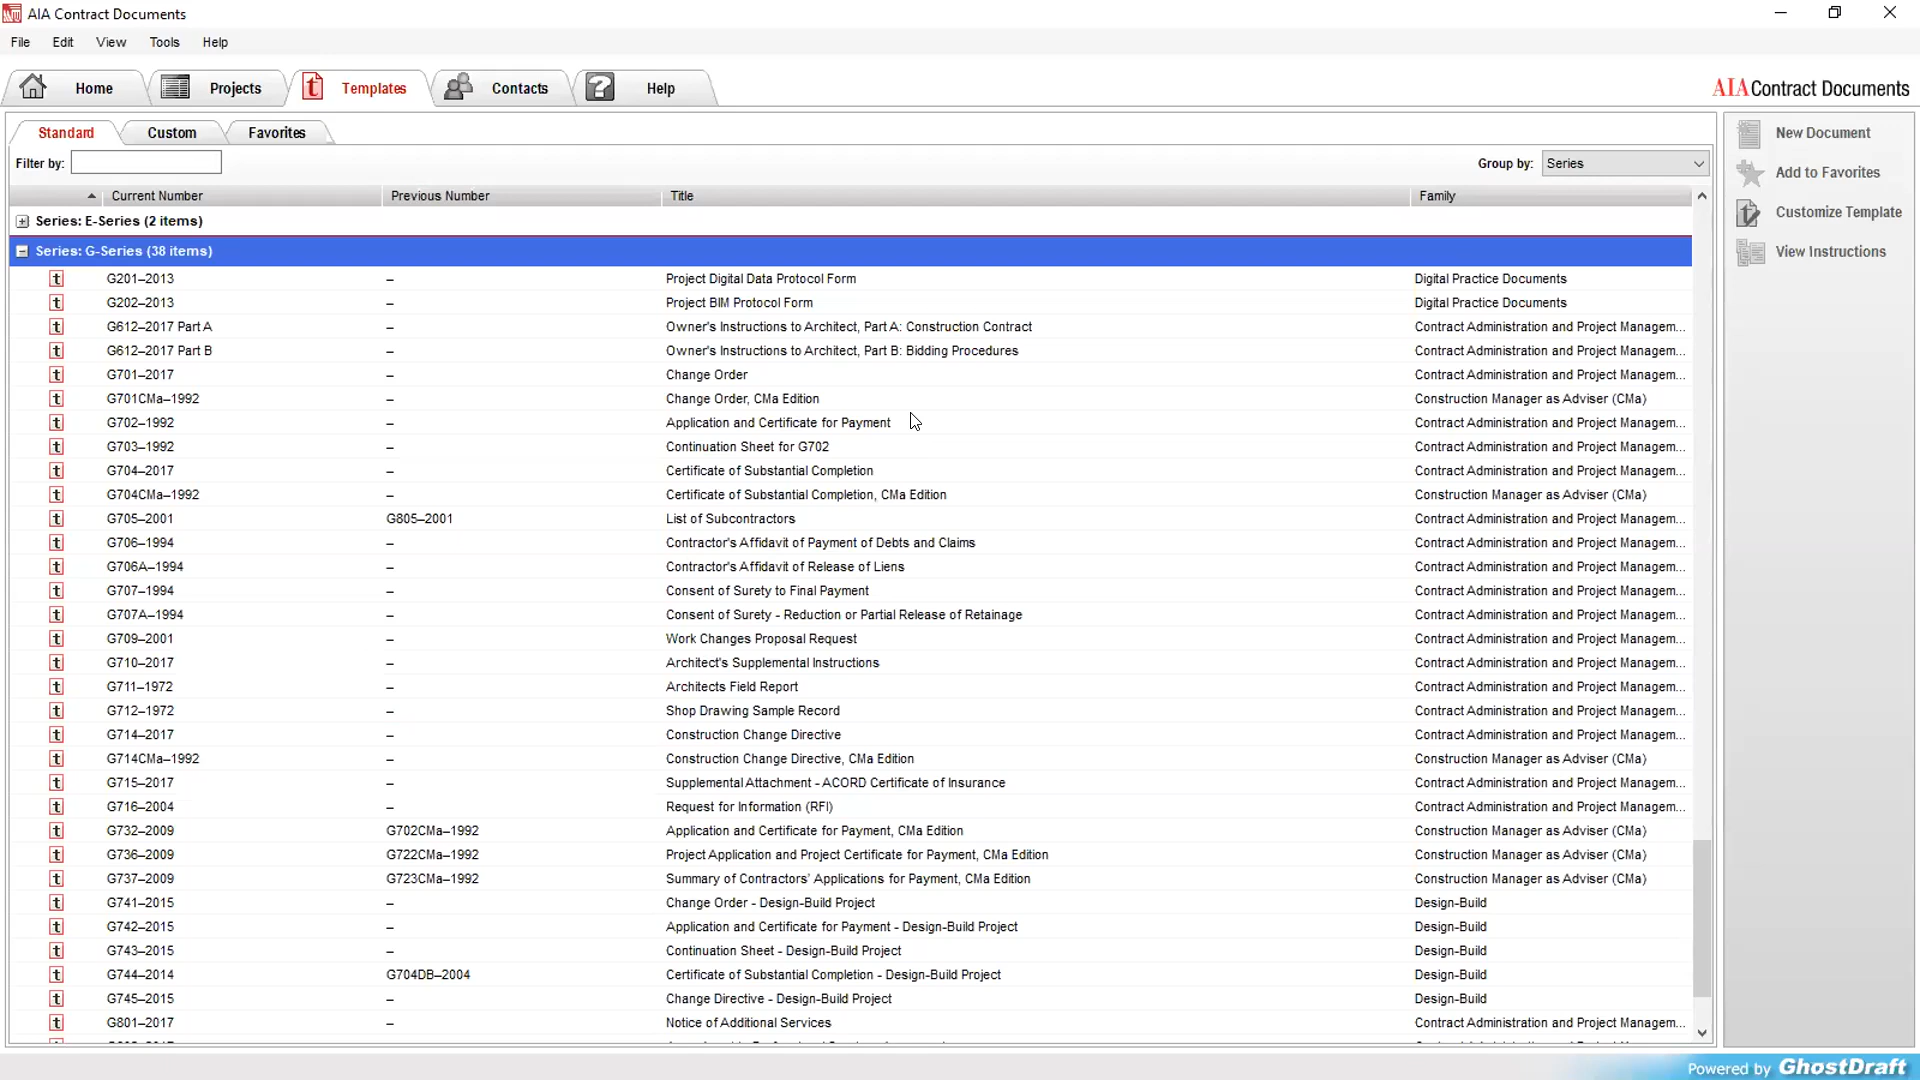 AIA Contract Documents
File Edit View Tools Help
Home Projects Templates Contacts Help
AIA Contract Documents
Standard Custom Favorites
Filter by: Group by: Series
Current Number Previous Number Title Family
Series: E-Series (2 items)
Series: G-Series (38 items)
G201–2013 – Project Digital Data Protocol Form Digital Practice Documents
G202–2013 – Project BIM Protocol Form Digital Practice Documents
G612–2017 Part A – Owner's Instructions to Architect, Part A: Construction Contract Contract Administration and Project Managem...
G612–2017 Part B – Owner's Instructions to Architect, Part B: Bidding Procedures Contract Administration and Project Managem...
G701–2017 – Change Order Contract Administration and Project Managem...
G701CMa–1992 – Change Order, CMa Edition Construction Manager as Adviser (CMa)
G702–1992 – Application and Certificate for Payment Contract Administration and Project Managem...
G703–1992 – Continuation Sheet for G702 Contract Administration and Project Managem...
G704–2017 – Certificate of Substantial Completion Contract Administration and Project Managem...
G704CMa–1992 – Certificate of Substantial Completion, CMa Edition Construction Manager as Adviser (CMa)
G705–2001 G805–2001 List of Subcontractors Contract Administration and Project Managem...
G706–1994 – Contractor's Affidavit of Payment of Debts and Claims Contract Administration and Project Managem...
G706A–1994 – Contractor's Affidavit of Release of Liens Contract Administration and Project Managem...
G707–1994 – Consent of Surety to Final Payment Contract Administration and Project Managem...
G707A–1994 – Consent of Surety - Reduction or Partial Release of Retainage Contract Administration and Project Managem...
G709–2001 – Work Changes Proposal Request Contract Administration and Project Managem...
G710–2017 – Architect's Supplemental Instructions Contract Administration and Project Managem...
G711–1972 – Architects Field Report Contract Administration and Project Managem...
G712–1972 – Shop Drawing Sample Record Contract Administration and Project Managem...
G714–2017 – Construction Change Directive Contract Administration and Project Managem...
G714CMa–1992 – Construction Change Directive, CMa Edition Construction Manager as Adviser (CMa)
G715–2017 – Supplemental Attachment - ACORD Certificate of Insurance Contract Administration and Project Managem...
G716–2004 – Request for Information (RFI) Contract Administration and Project Managem...
G732–2009 G702CMa–1992 Application and Certificate for Payment, CMa Edition Construction Manager as Adviser (CMa)
G736–2009 G722CMa–1992 Project Application and Project Certificate for Payment, CMa Edition Construction Manager as Adviser (CMa)
G737–2009 G723CMa–1992 Summary of Contractors' Applications for Payment, CMa Edition Construction Manager as Adviser (CMa)
G741–2015 – Change Order - Design-Build Project Design-Build
G742–2015 – Application and Certificate for Payment - Design-Build Project Design-Build
G743–2015 – Continuation Sheet - Design-Build Project Design-Build
G744–2014 G704DB–2004 Certificate of Substantial Completion - Design-Build Project Design-Build
G745–2015 – Change Directive - Design-Build Project Design-Build
G801–2017 – Notice of Additional Services Contract Administration and Project Managem...
New Document
Add to Favorites
Customize Template
View Instructions
Powered by GhostDraft